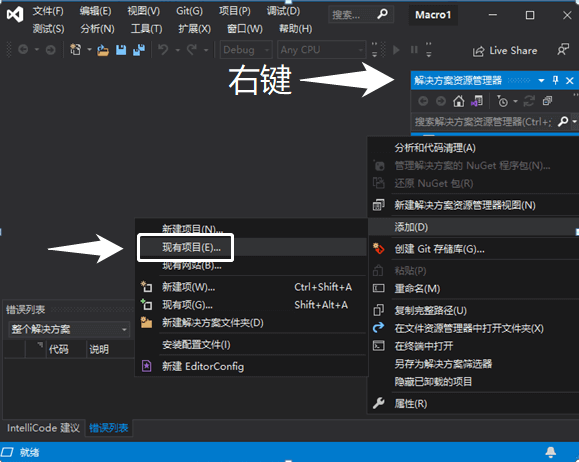 文件(F) 编辑(E) 视图(V) Git(G) 项目(P) 调试(D) 搜索... Macro1
测试(S) 分析(N) 工具(T) 扩展(X) 窗口(W) 帮助(H)
Debug Any CPU Live Share
右键
解决方案资源管理器
搜索解决方案资源管理器(Ctrl+;
分析和代码清理(A)
管理解决方案的 NuGet 程序包(N)...
还原 NuGet 包(R)
新建解决方案资源管理器视图(N)
添加(D)
创建 Git 存储库(G)...
粘贴(P)
重命名(M)
复制完整路径(U)
在文件资源管理器中打开文件夹(X)
在终端中打开
另存为解决方案筛选器
隐藏已卸载的项目
属性(R)
新建项目(N)...
现有项目(E)...
现有网站(B)...
新建项(W)... Ctrl+Shift+A
现有项(G)... Shift+Alt+A
新建解决方案文件夹(D)
安装配置文件(I)
新建 EditorConfig
错误列表
整个解决方案
代码 说明
IntelliCode 建议 错误列表
就绪